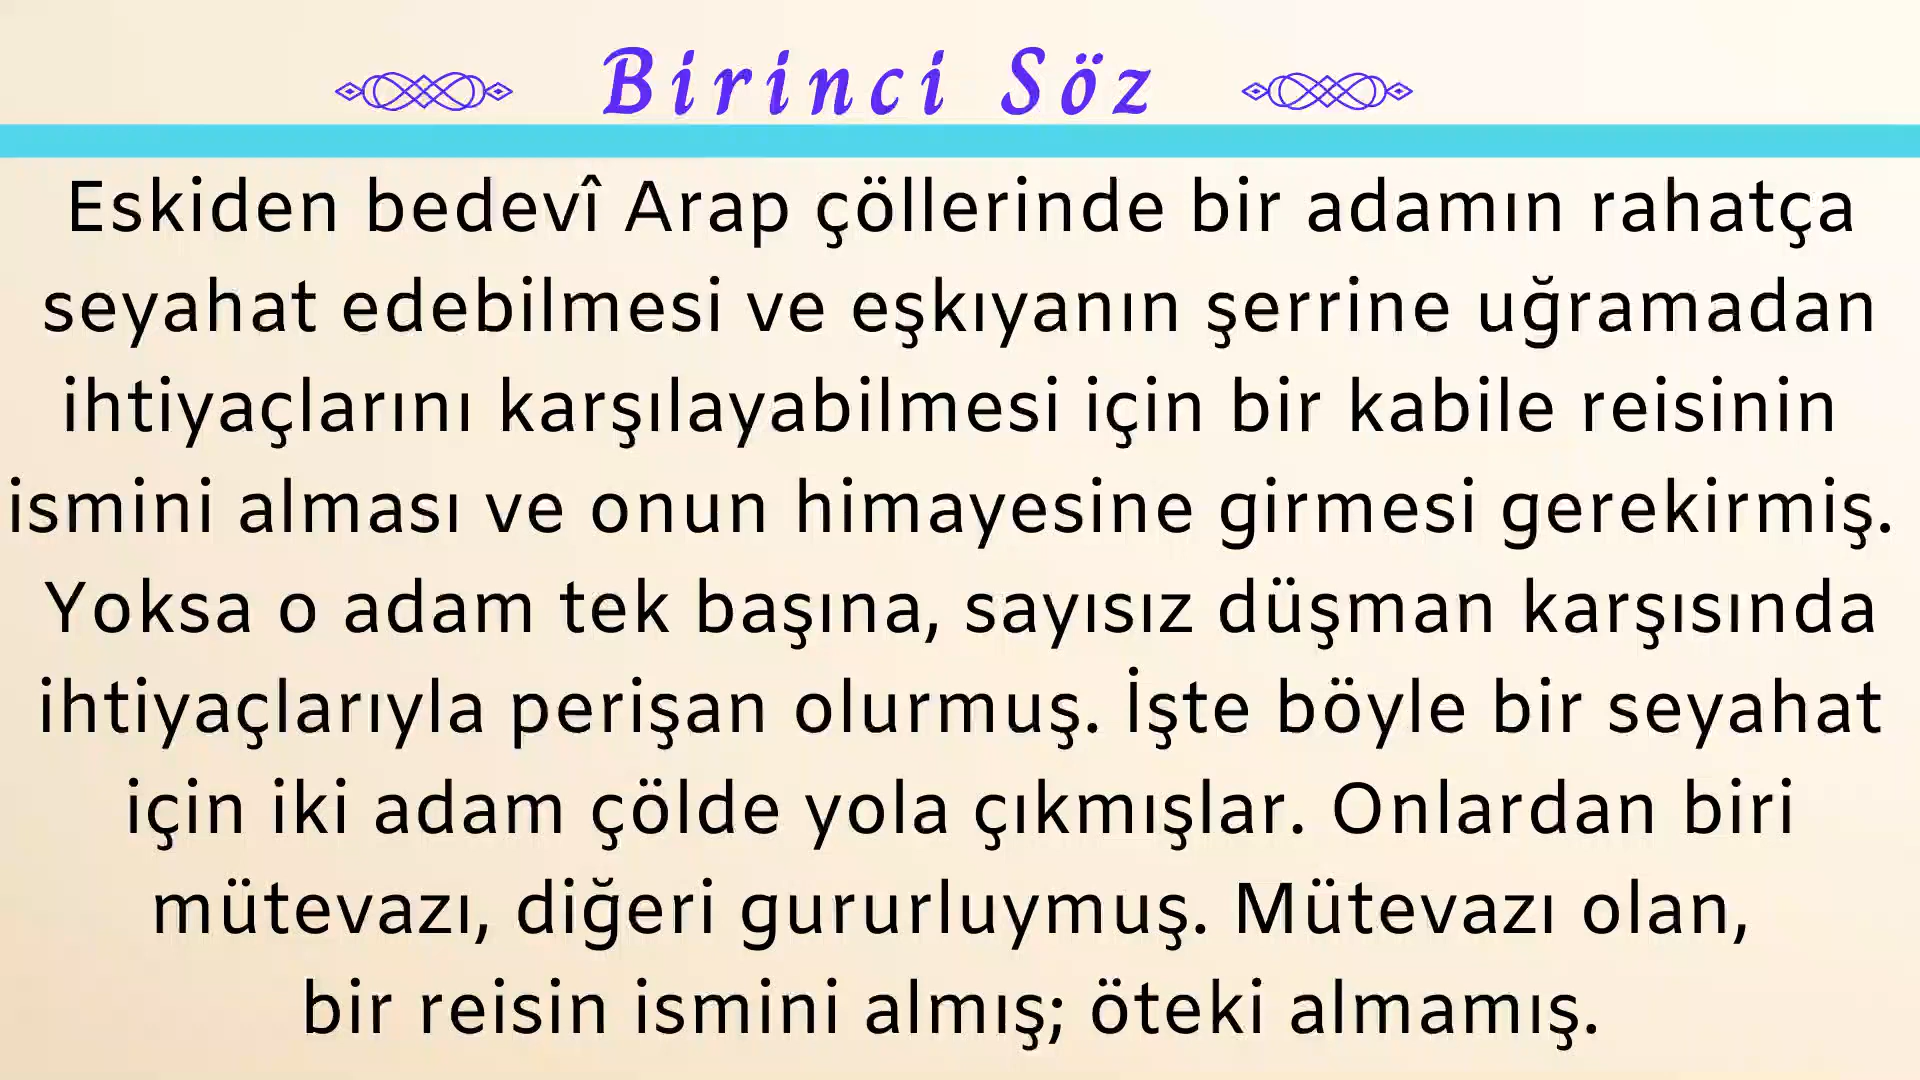 Birinci Söz
Eskiden bedevî Arap çöllerinde bir adamın rahatça
seyahat edebilmesi ve eşkıyanın şerrine uğramadan
ihtiyaçlarını karşılayabilmesi için bir kabile reisinin
ismini alması ve onun himayesine girmesi gerekirmiş.
Yoksa o adam tek başına, sayısız düşman karşısında
ihtiyaçlarıyla perişan olurmuş. İşte böyle bir seyahat
için iki adam çölde yola çıkmışlar. Onlardan biri
mütevazı, diğeri gururluymuş. Mütevazı olan,
bir reisin ismini almış; öteki almamış.